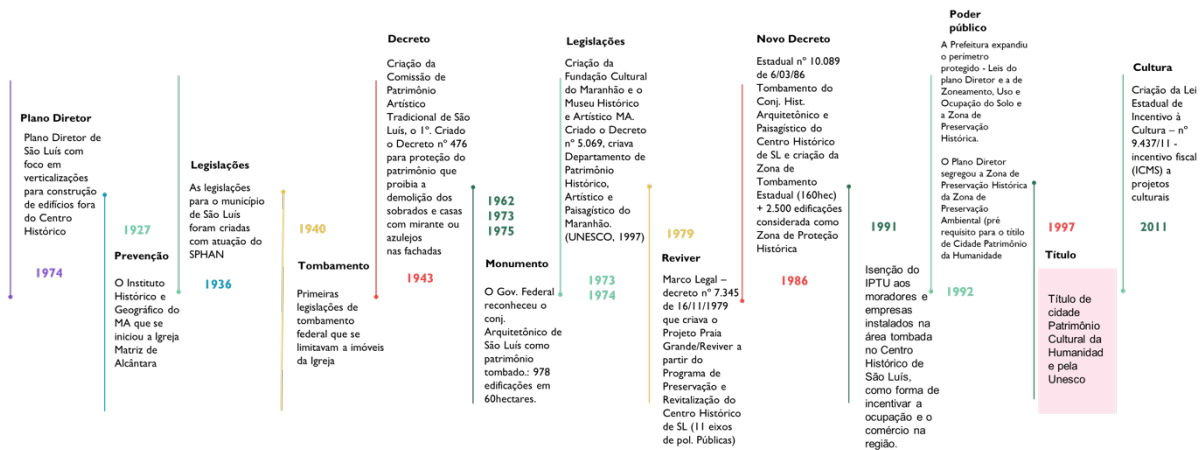 Plano Diretor
Plano Diretor de
São Luís com
foco em
verticalizações
para construção
de edifícios fora
do Centro
Histórico
1974
1927
Prevenção
O Instituto
Histórico e
Geográfico do
MA que se
iniciou a Igreja
Matriz de
Alcântara
Legislações
As legislações
para o município
de São Luís
foram criadas
com atuação do
SPHAN
1936
1940
Tombamento
Primeiras
legislações de
tombamento
federal que se
limitavam a imóveis
da Igreja
Decreto
Criação da
Comissão de
Patrimônio
Artístico
Tradicional de São
Luís, o 1º. Criado
o Decreto nº 476
para proteção do
patrimônio que
proibia a
demolição dos
sobrados e casas
com mirante ou
azulejos
nas fachadas
1943
1962
1973
1975
Monumento
O Gov. Federal
reconheceu o
conj.
Arquitetônico de
São Luís como
patrimônio
tombado.: 978
edificações em
60hectares.
Legislações
Criação da
Fundação Cultural
do Maranhão e o
Museu Histórico
e Artístico MA.
Criado o Decreto
nº 5.069, criava
Departamento de
Patrimônio
Histórico,
Artístico e
Paisagístico do
Maranhão.
(UNESCO, 1997)
1973
1974
1979
Reviver
Marco Legal –
decreto nº 7.345
de 16/11/1979
que criava o
Projeto Praia
Grande/Reviver a
partir do
Programa de
Preservação e
Revitalização do
Centro Histórico
de SL (11 eixos
de pol. Públicas)
Novo Decreto
Estadual nº 10.089
de 6/03/86
Tombamento do
Conj. Hist.
Arquitetônico e
Paisagístico do
Centro Histórico
de SL e criação da
Zona de
Tombamento
Estadual (160hec)
+ 2.500 edificações
considerada como
Zona de Proteção
Histórica
1986
1991
Isenção do
IPTU aos
moradores e
empresas
instalados na
área tombada
no Centro
Histórico de
São Luís,
como forma de
incentivar a
ocupação e o
comércio na
região.
Poder
público
A Prefeitura expandiu
o perímetro
protegido - Leis do
plano Diretor e a de
Zoneamento, Uso e
Ocupação do Solo e
a Zona de
Preservação
Histórica.
O Plano Diretor
segregou a Zona de
Preservação Histórica
da Zona de
Preservação
Ambiental (pré
requisito para o título
de Cidade Patrimônio
da Humanidade
1992
1997
Título
Título de
cidade
Patrimônio
Cultural da
Humanidad
e pela
Unesco
Cultura
Criação da Lei
Estadual de
Incentivo à
Cultura – nº
9.437/11 -
incentivo fiscal
(ICMS) a
projetos
culturais
2011